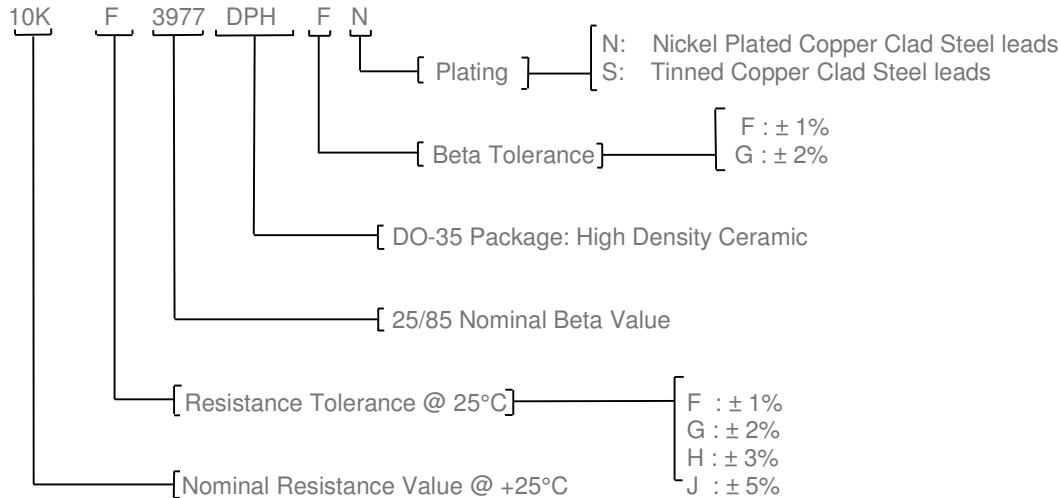 10K F 3977 DPH F N
N: Nickel Plated Copper Clad Steel leads
Plating S: Tinned Copper Clad Steel leads
F : ± 1%
Beta Tolerance G : ± 2%
DO-35 Package: High Density Ceramic
25/85 Nominal Beta Value
Resistance Tolerance @ 25°C F : ± 1%
G : ± 2%
H : ± 3%
Nominal Resistance Value @ +25°C J : ± 5%